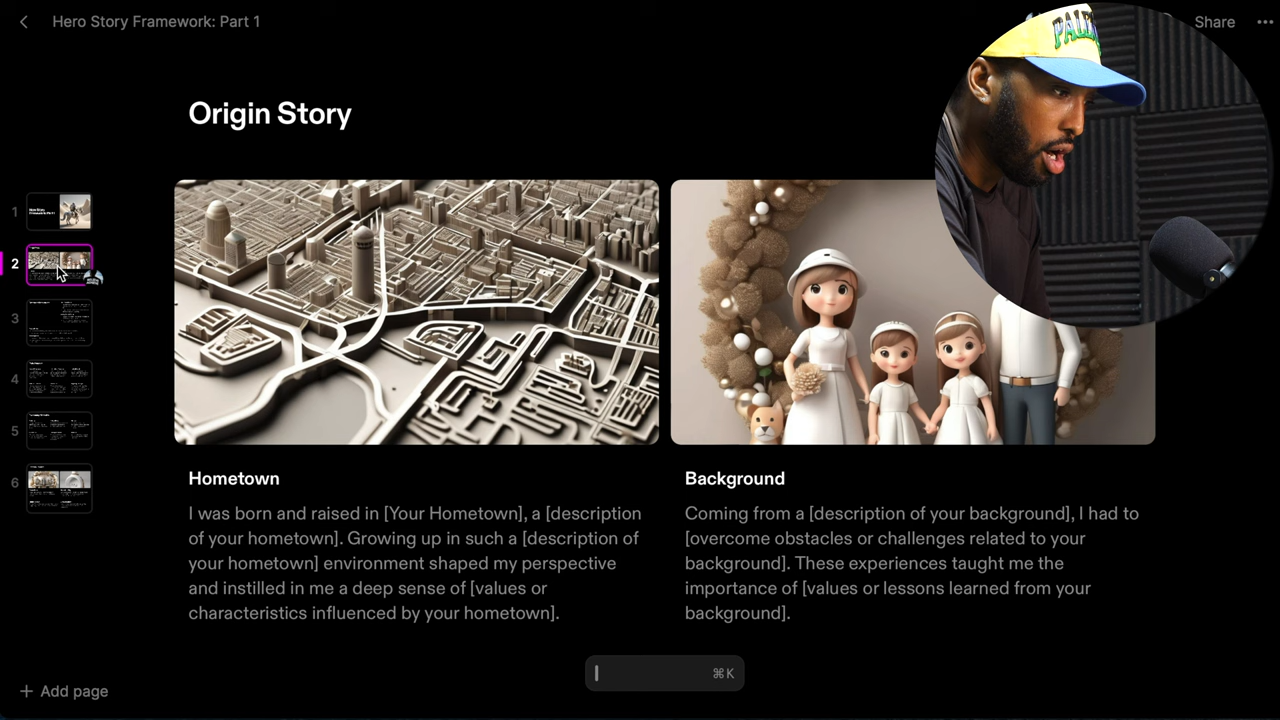 Hero Story Framework: Part 1
Share
Origin Story
1
2
3
4
5
6
Hometown
I was born and raised in [Your Hometown], a [description
of your hometown]. Growing up in such a [description of
your hometown] environment shaped my perspective
and instilled in me a deep sense of [values or
characteristics influenced by your hometown].
Background
Coming from a [description of your background], I had to
[overcome obstacles or challenges related to your
background]. These experiences taught me the
importance of [values or lessons learned from your
background].
⌘K
+ Add page